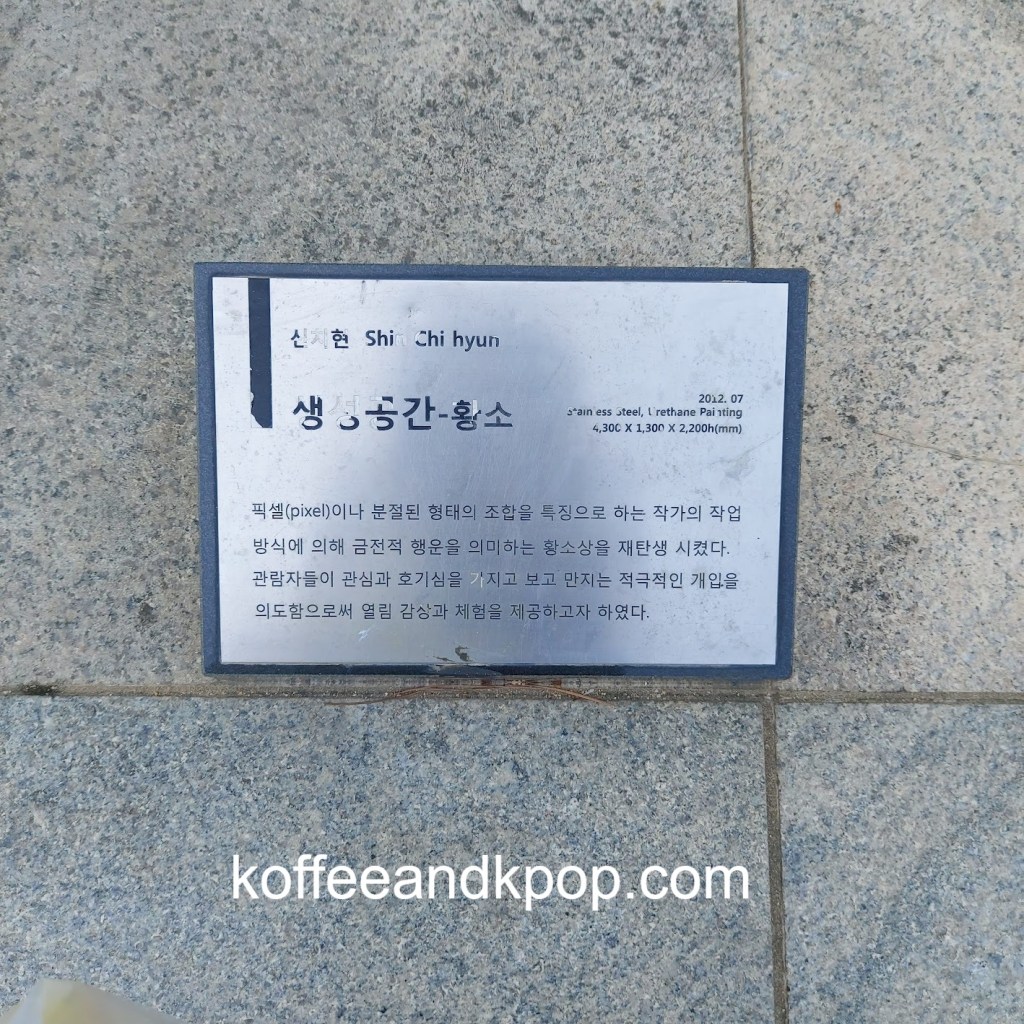 신치현 Shin Chi hyun
생성공간-황소
2012. 07
Stainless Steel, Urethane Painting
4,300 X 1,300 X 2,200h(mm)
픽셀(pixel)이나 분절된 형태의 조합을 특징으로 하는 작가의 작업
방식에 의해 금전적 행운을 의미하는 황소상을 재탄생 시켰다.
관람자들이 관심과 호기심을 가지고 보고 만지는 적극적인 개입을
의도함으로써 열림 감상과 체험을 제공하고자 하였다.
koffeeandkpop.com